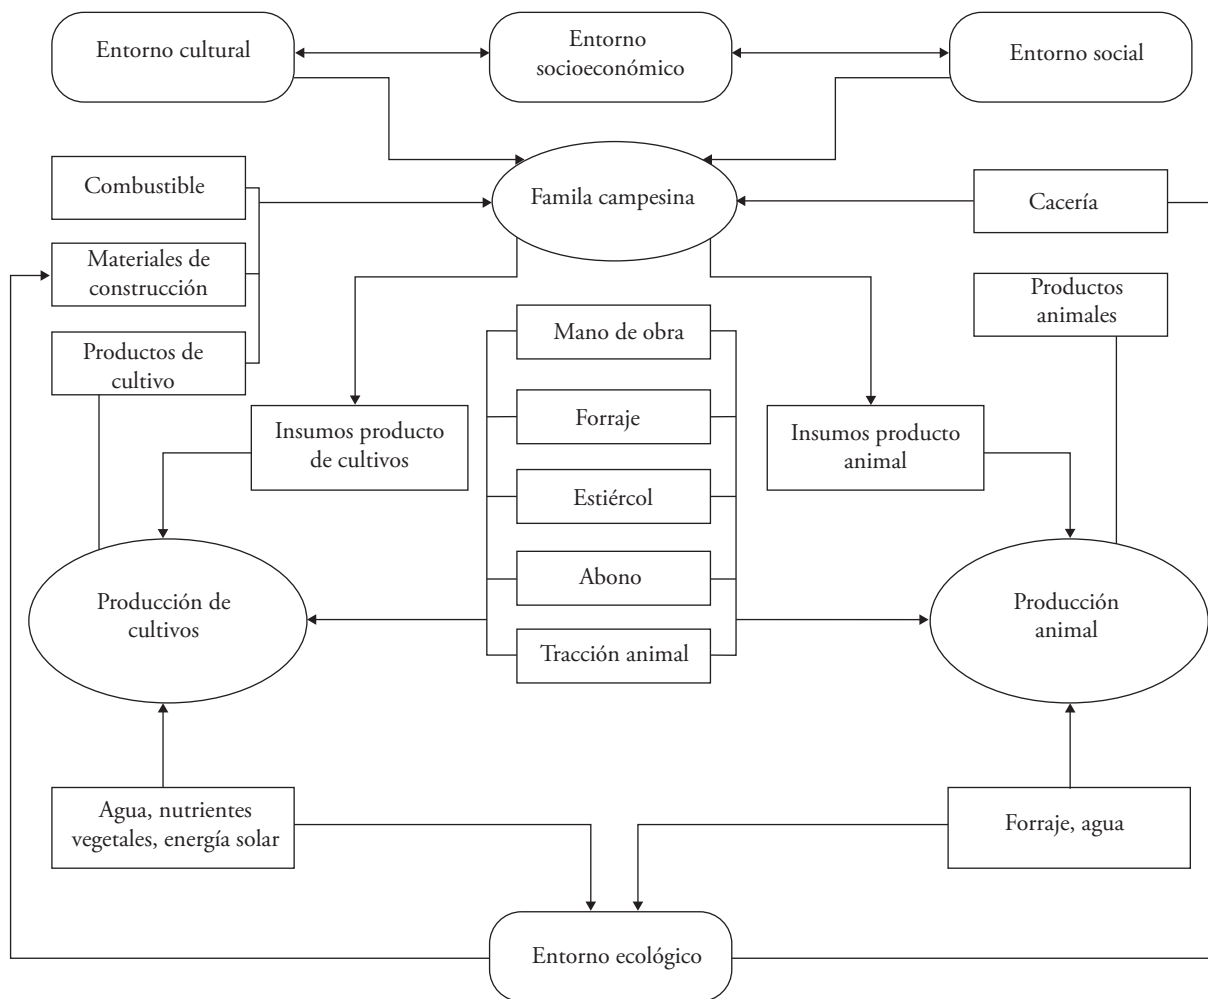 Entorno cultural
Entorno
socioeconómico
Entorno social
Combustible
Famila campesina
Cacería
Materiales de
construcción
Productos
animales
Mano de obra
Productos de
cultivo
Forraje
Insumos producto
de cultivos
Insumos producto
animal
Estiércol
Abono
Producción de
cultivos
Producción
animal
Tracción animal
Agua, nutrientes
vegetales, energía solar
Forraje, agua
Entorno ecológico